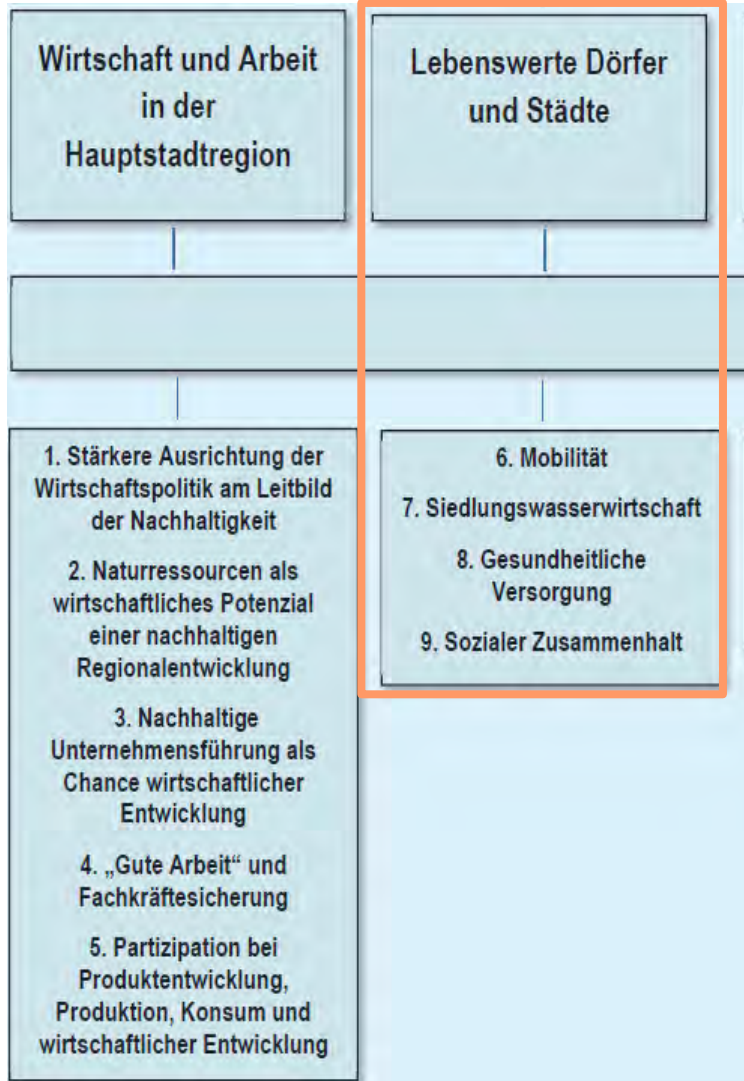 Wirtschaft und Arbeit
in der
Hauptstadtregion
Lebenswerte Dörfer
und Städte
1. Stärkere Ausrichtung der
Wirtschaftspolitik am Leitbild
der Nachhaltigkeit
2. Naturressourcen als
wirtschaftliches Potenzial
einer nachhaltigen
Regionalentwicklung
3. Nachhaltige
Unternehmensführung als
Chance wirtschaftlicher
Entwicklung
4. „Gute Arbeit“ und
Fachkräftesicherung
5. Partizipation bei
Produktentwicklung,
Produktion, Konsum und
wirtschaftlicher Entwicklung
6. Mobilität
7. Siedlungswasserwirtschaft
8. Gesundheitliche
Versorgung
9. Sozialer Zusammenhalt